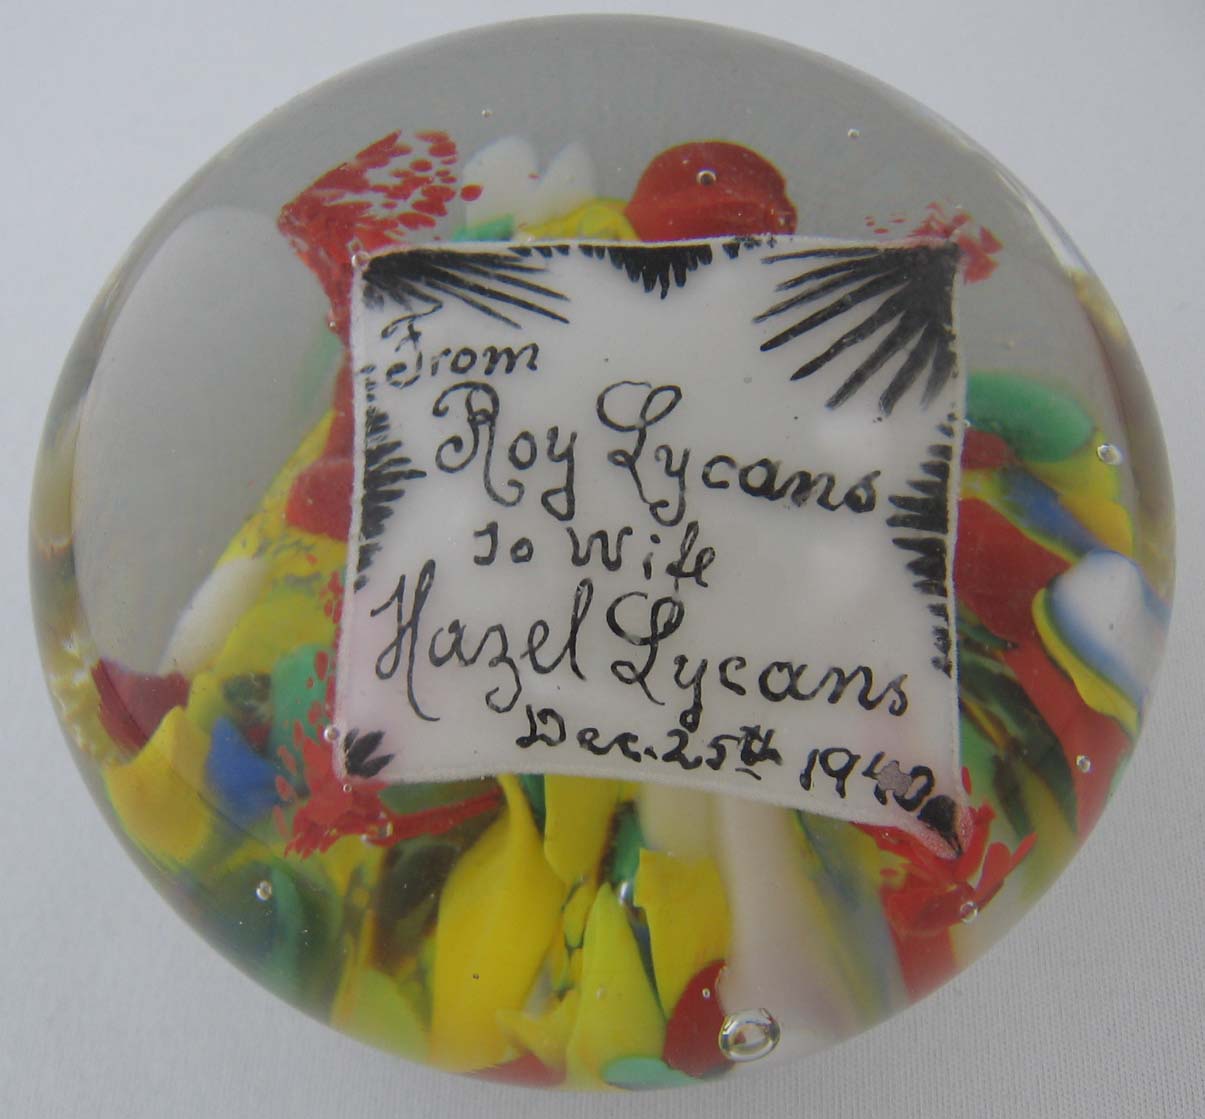 From
Roy Lycans
To Wife
Hazel Lycans
Dec. 25th 1940